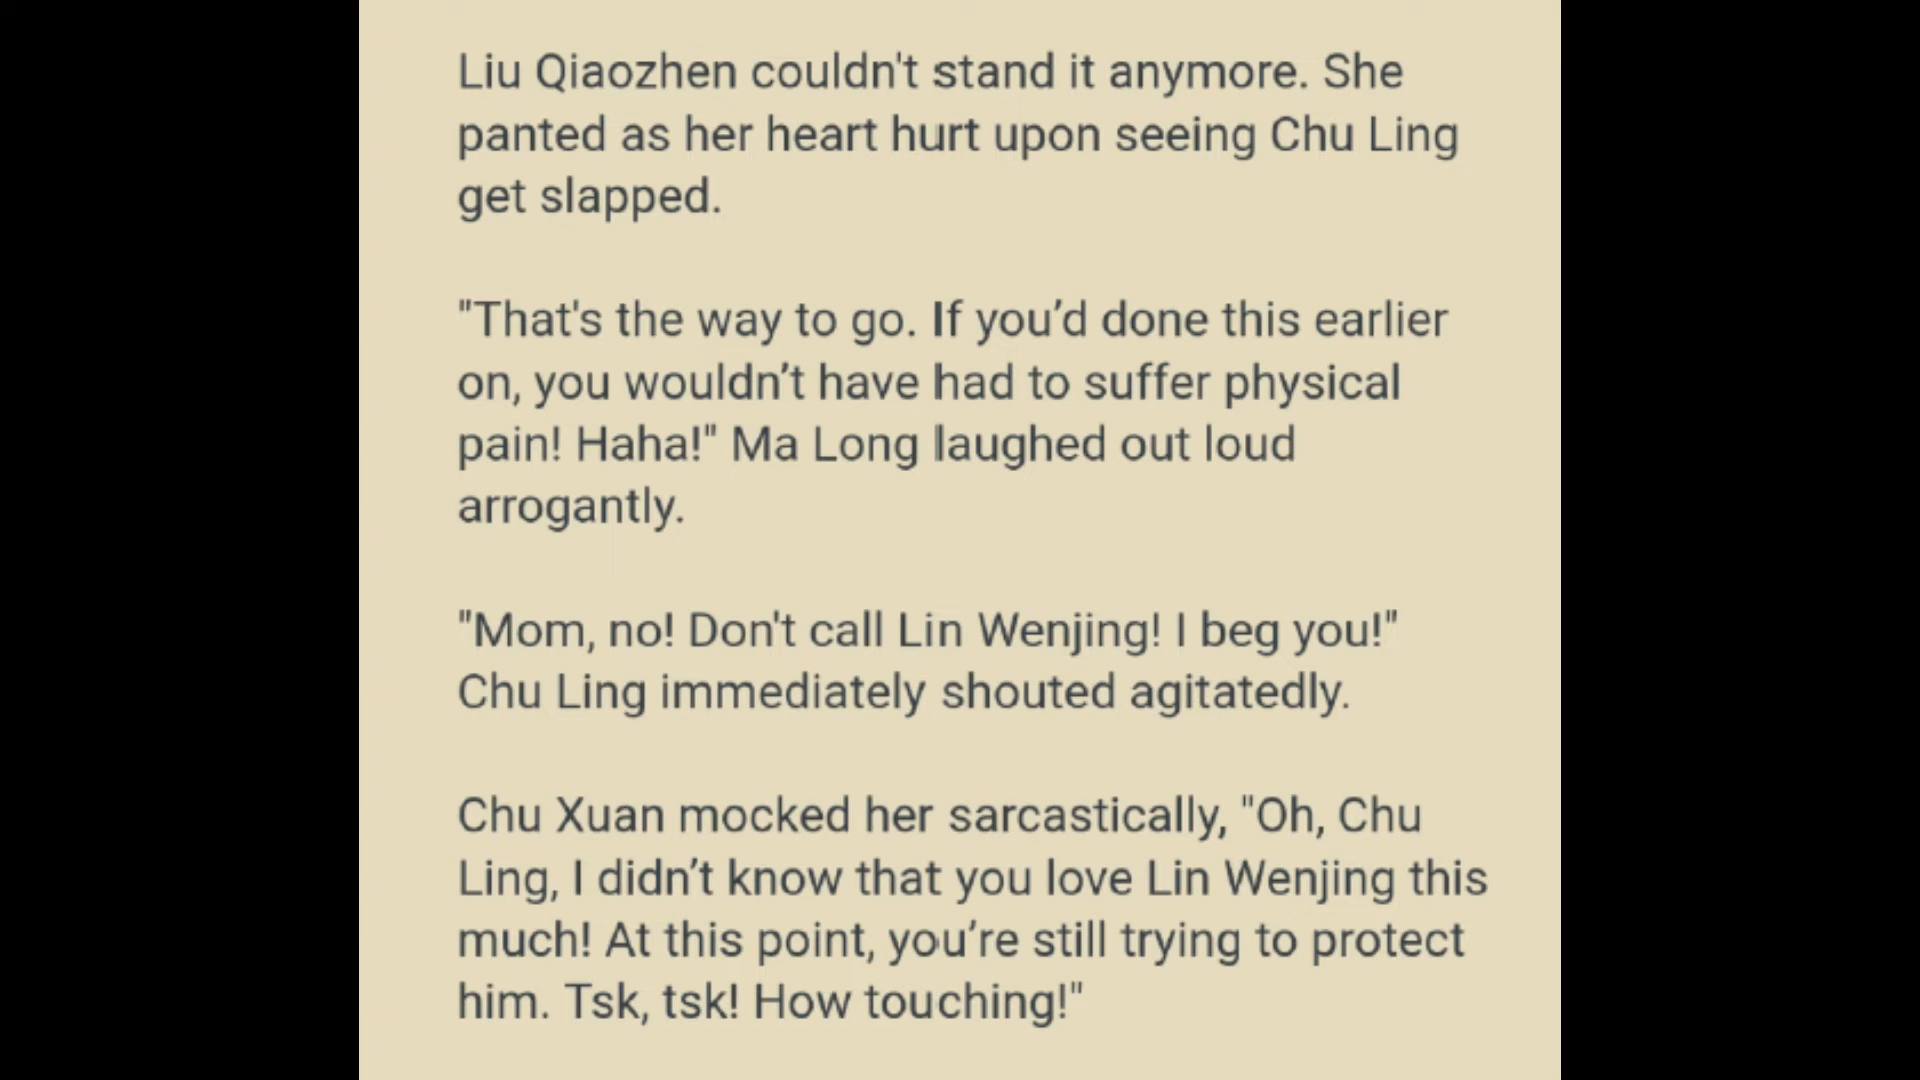 Liu Qiaozhen couldn't stand it anymore. She
panted as her heart hurt upon seeing Chu Ling
get slapped.
"That's the way to go. If you’d done this earlier
on, you wouldn’t have had to suffer physical
pain! Haha!" Ma Long laughed out loud
arrogantly.
"Mom, no! Don't call Lin Wenjing! I beg you!"
Chu Ling immediately shouted agitatedly.
Chu Xuan mocked her sarcastically, "Oh, Chu
Ling, I didn’t know that you love Lin Wenjing this
much! At this point, you’re still trying to protect
him. Tsk, tsk! How touching!"